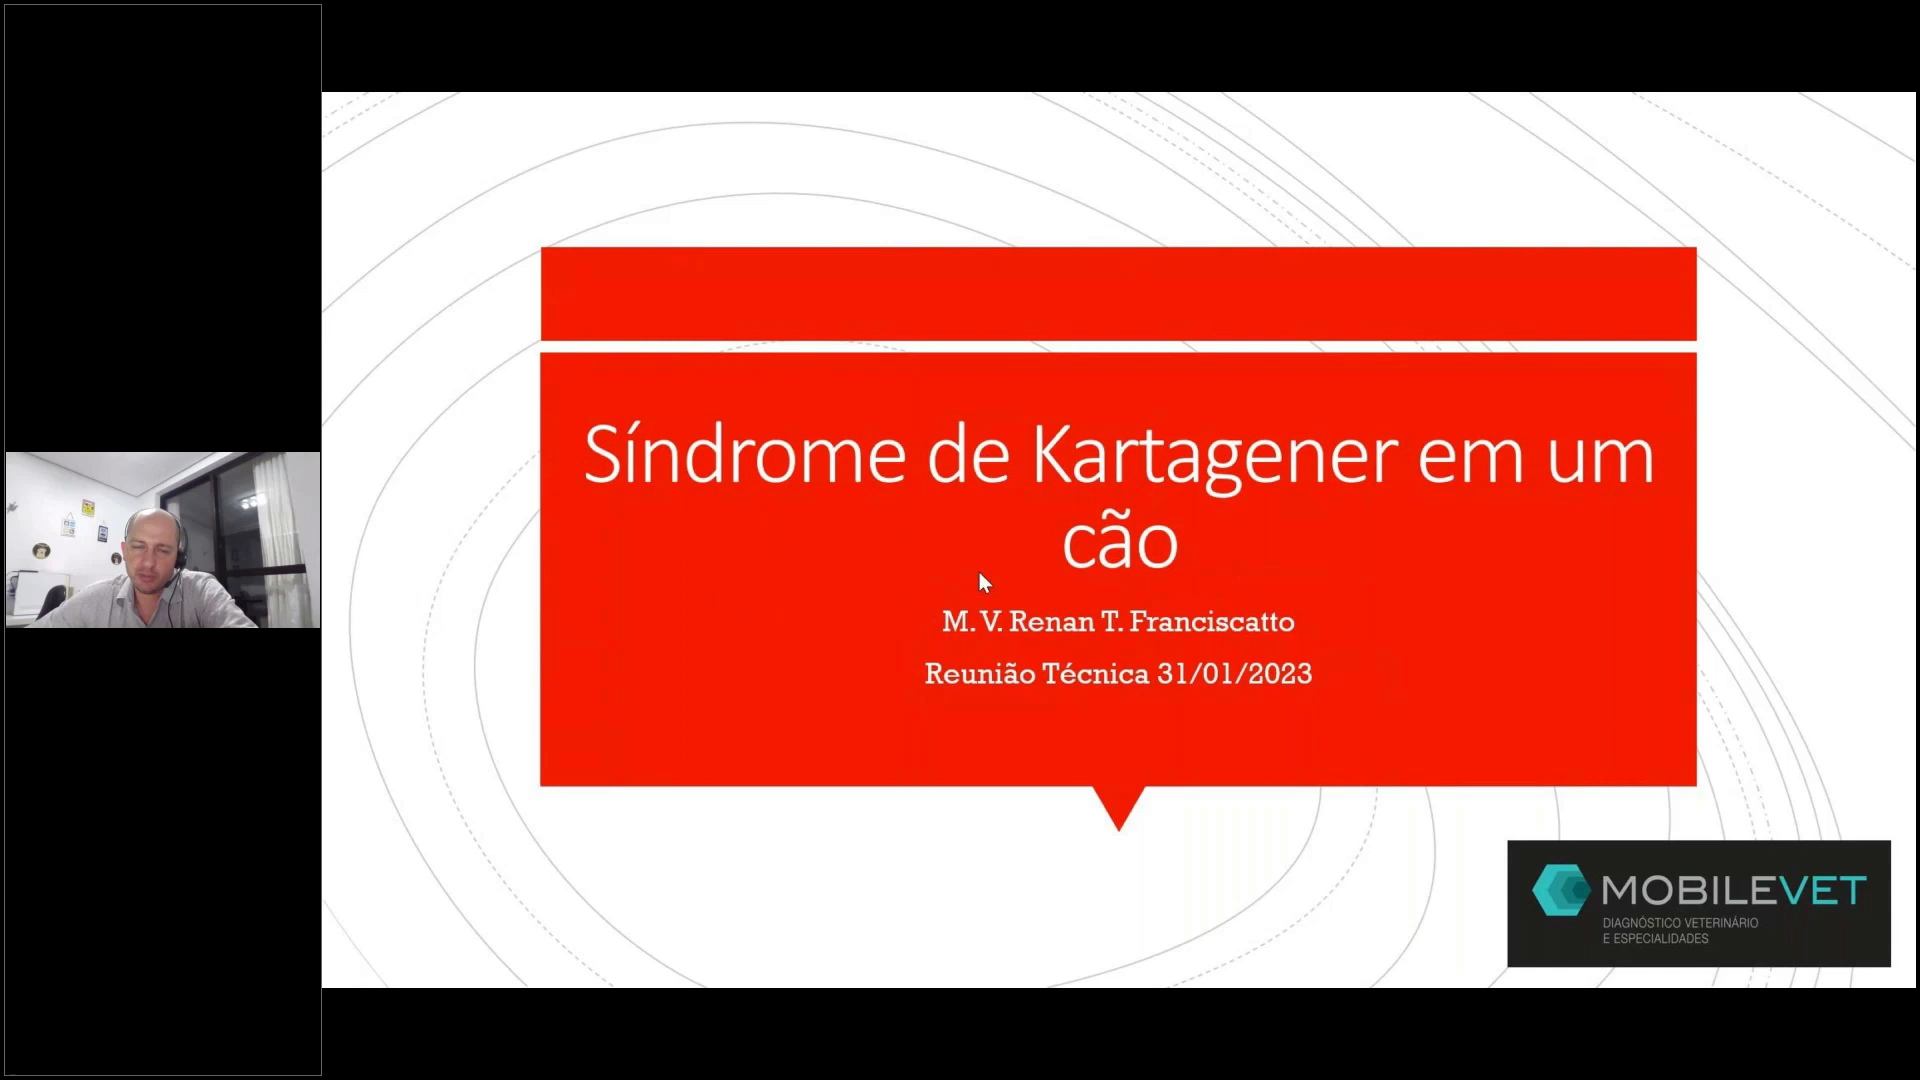 Síndrome de Kartagener em um
cão
M. V. Renan T. Franciscatto
Reunião Técnica 31/01/2023
MOBILEVET
DIAGNÓSTICO VETERINÁRIO
E ESPECIALIDADES